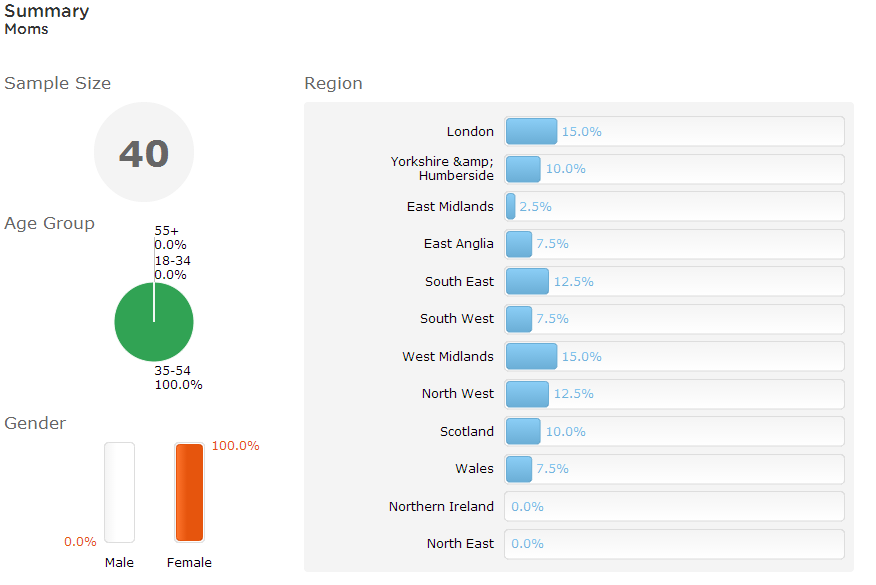 Summary
Moms
Sample Size
40
Age Group
55+
0.0%
18-34
0.0%
35-54
100.0%
Gender
100.0%
0.0%
Male
Female
Region
London
15.0%
Yorkshire &amp;
Humberside
10.0%
East Midlands
2.5%
East Anglia
7.5%
South East
12.5%
South West
7.5%
West Midlands
15.0%
North West
12.5%
Scotland
10.0%
Wales
7.5%
Northern Ireland
0.0%
North East
0.0%